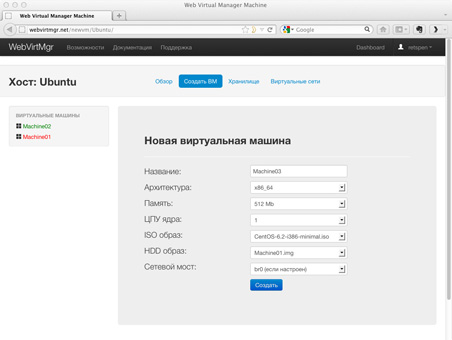 Web Virtual Manager Machine
Web Virtual Manager Machine
webvirtmgr.net/newvm/Ubuntu/
Google
WebVirtMgr Возможности Документация Поддержка Dashboard retspen
Хост: Ubuntu Обзор Создать ВМ Хранилище Виртуальные сети
ВИРТУАЛЬНЫЕ МАШИНЫ
Machine02
Machine01
Новая виртуальная машина
Название: Machine03
Архитектура: x86_64
Память: 512 Mb
ЦПУ ядра: 1
ISO образ: CentOS-6.2-i386-minimal.iso
HDD образ: Machine01.img
Сетевой мост: br0 (если настроен)
Создать